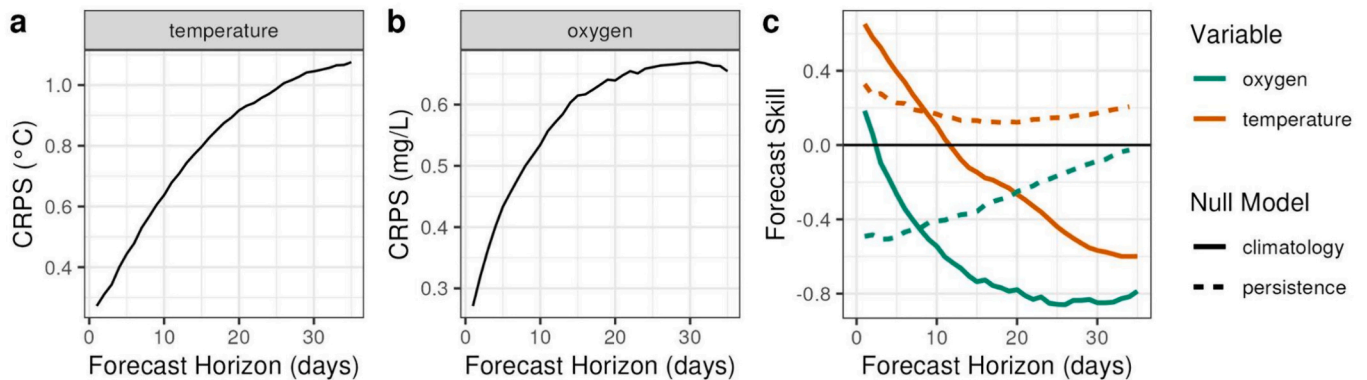 a
temperature
CRPS (°C)
1.0
0.8
0.6
0.4
0
10
20
30
Forecast Horizon (days)
b
oxygen
CRPS (mg/L)
0.6
0.5
0.4
0.3
0
10
20
30
Forecast Horizon (days)
c
Forecast Skill
0.4
0.0
-0.4
-0.8
0
10
20
30
Forecast Horizon (days)
Variable
oxygen
temperature
Null Model
climatology
persistence